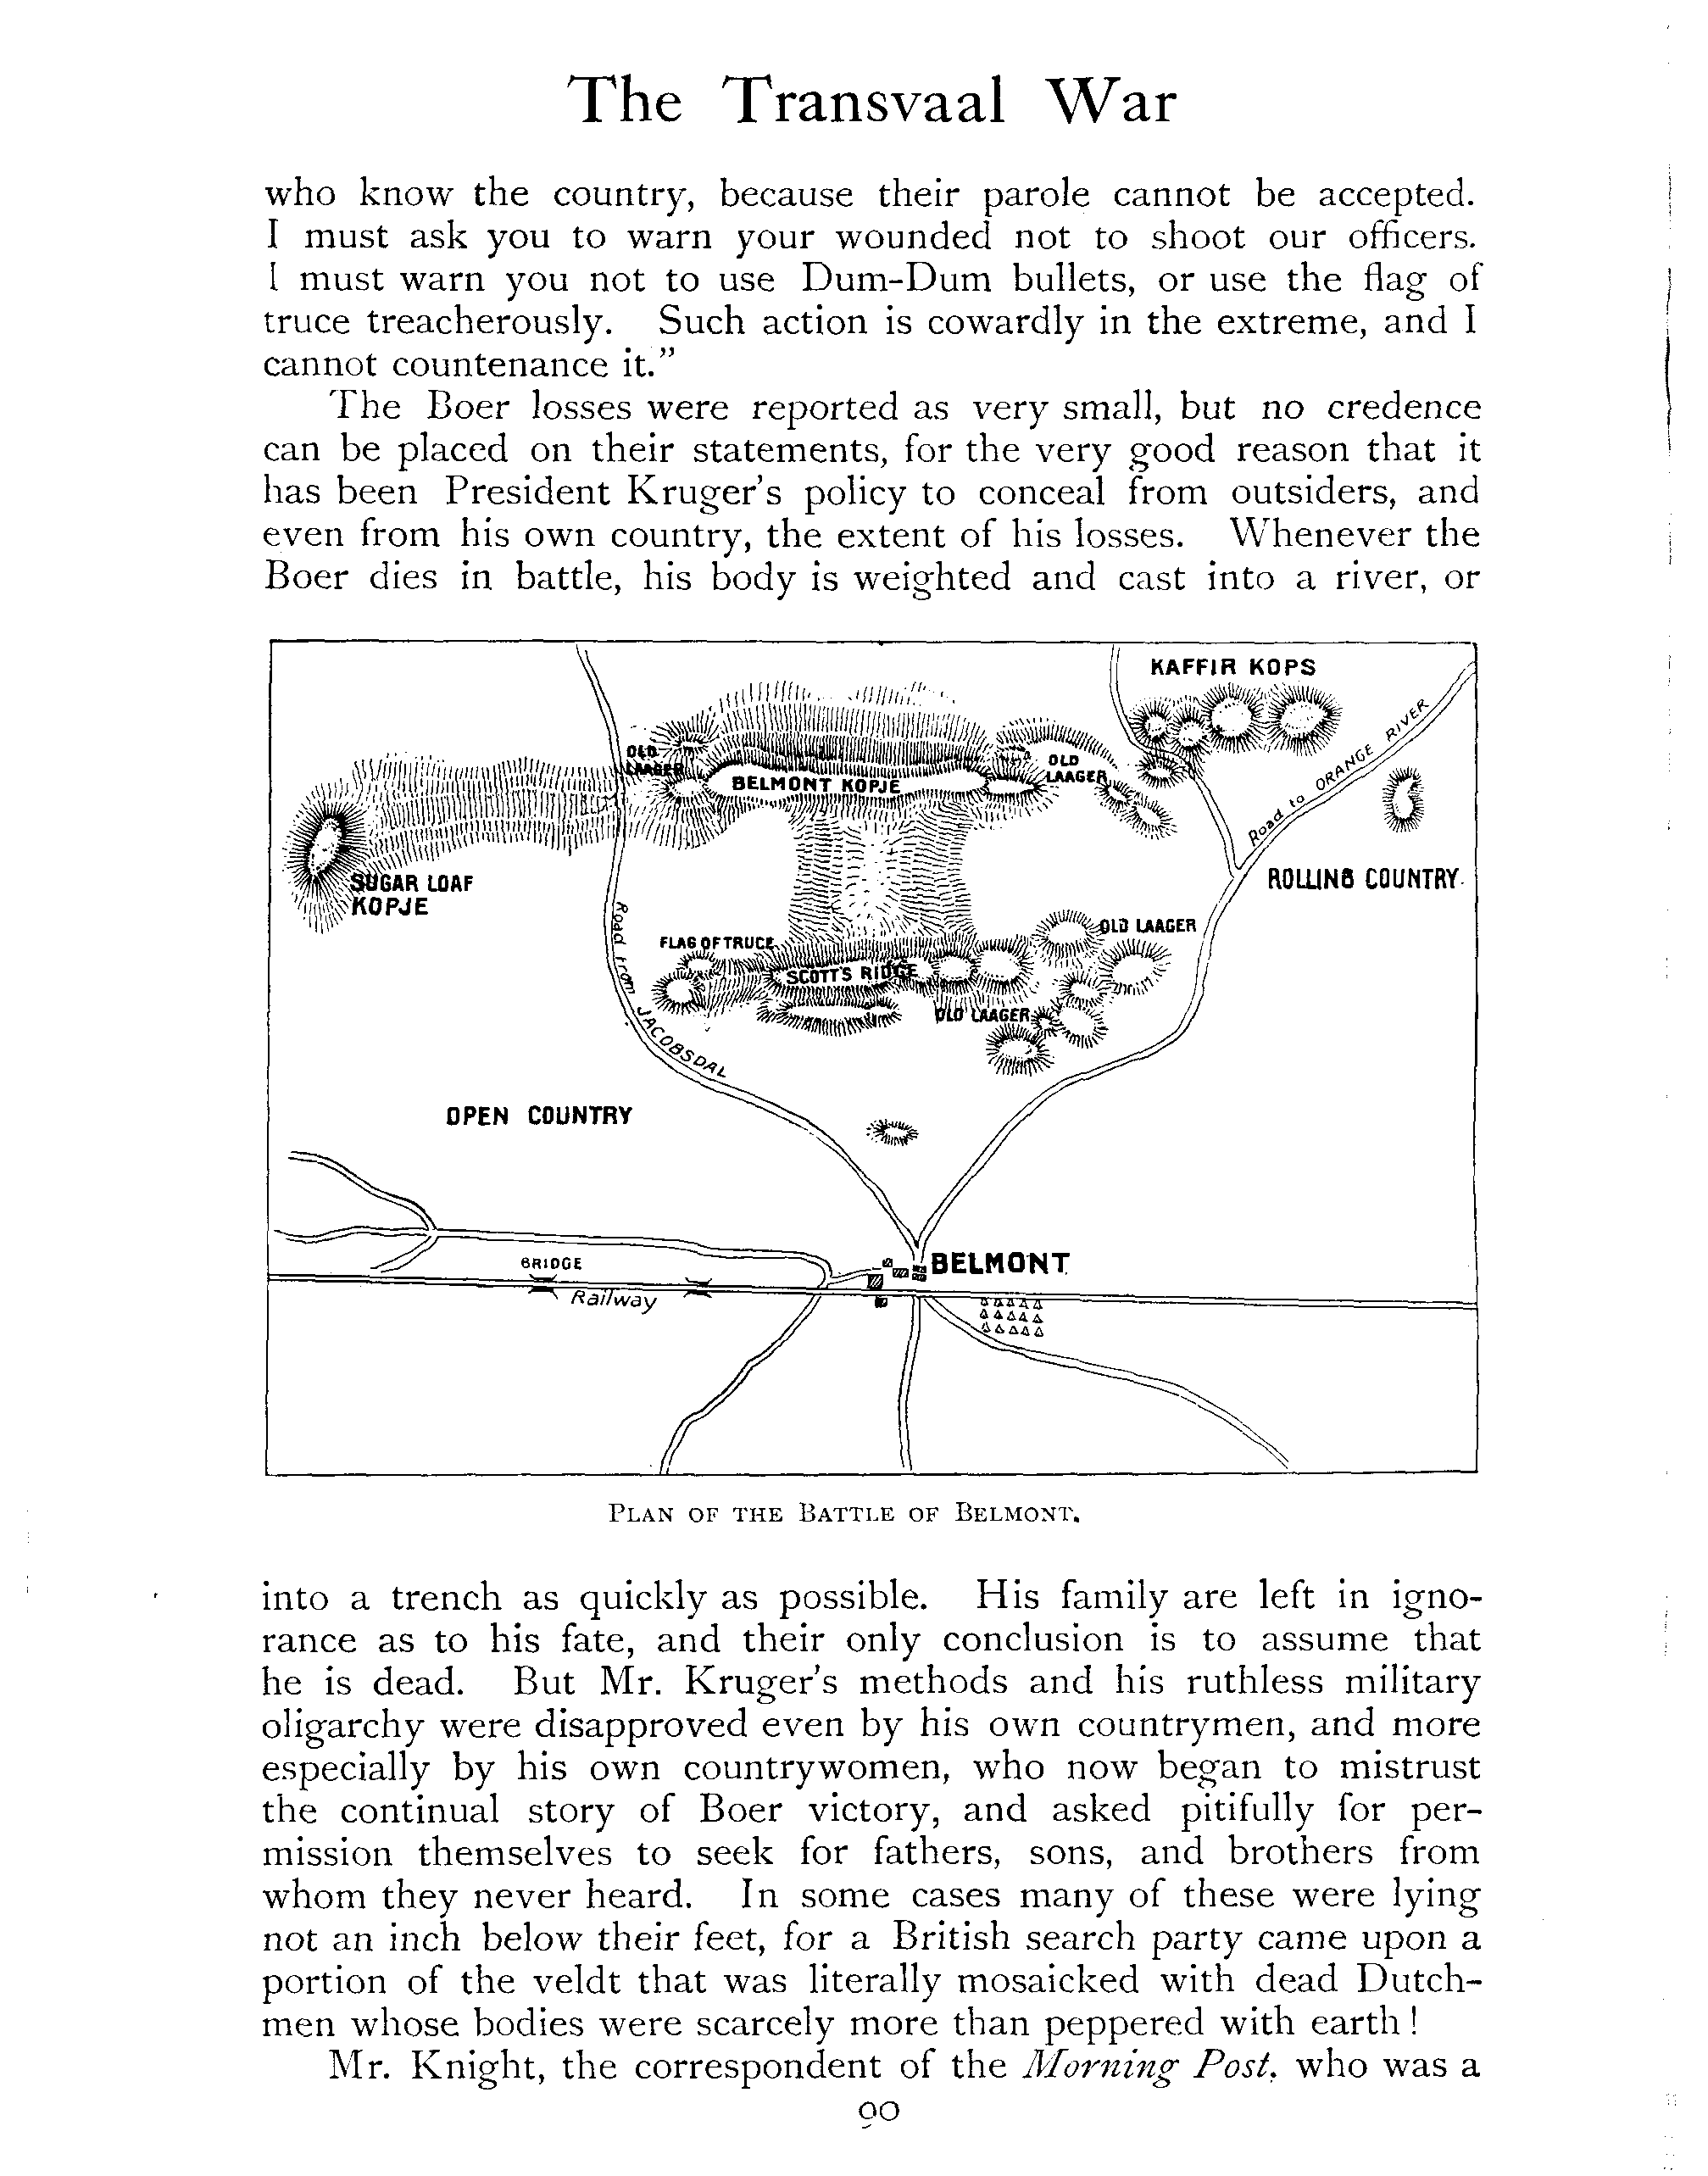 The Transvaal War
who know the country, because their parole cannot be accepted.
I must ask you to warn your wounded not to shoot our officers.
I must warn you not to use Dum-Dum bullets, or use the flag of
truce treacherously. Such action is cowardly in the extreme, and I
cannot countenance it.”
The Boer losses were reported as very small, but no credence
can be placed on their statements, for the very good reason that it
has been President Kruger’s policy to conceal from outsiders, and
even from his own country, the extent of his losses. Whenever the
Boer dies in battle, his body is weighted and cast into a river, or
KAFFIR KOPS
OLD
LAAGER
BELMONT KOPJE
OLD
LAAGER
Road to ORANGE RIVER
SUGAR LOAF
KOPJE
ROLLING COUNTRY
Road from JACOBSDAL
FLAG OF TRUCE
OLD LAAGER
SCOTT'S RIDGE
OLD LAAGER
OPEN COUNTRY
BRIDGE
BELMONT
Railway
PLAN OF THE BATTLE OF BELMONT.
into a trench as quickly as possible. His family are left in igno-
rance as to his fate, and their only conclusion is to assume that
he is dead. But Mr. Kruger’s methods and his ruthless military
oligarchy were disapproved even by his own countrymen, and more
especially by his own countrywomen, who now began to mistrust
the continual story of Boer victory, and asked pitifully for per-
mission themselves to seek for fathers, sons, and brothers from
whom they never heard. In some cases many of these were lying
not an inch below their feet, for a British search party came upon a
portion of the veldt that was literally mosaicked with dead Dutch-
men whose bodies were scarcely more than peppered with earth!
Mr. Knight, the correspondent of the Morning Post, who was a
90